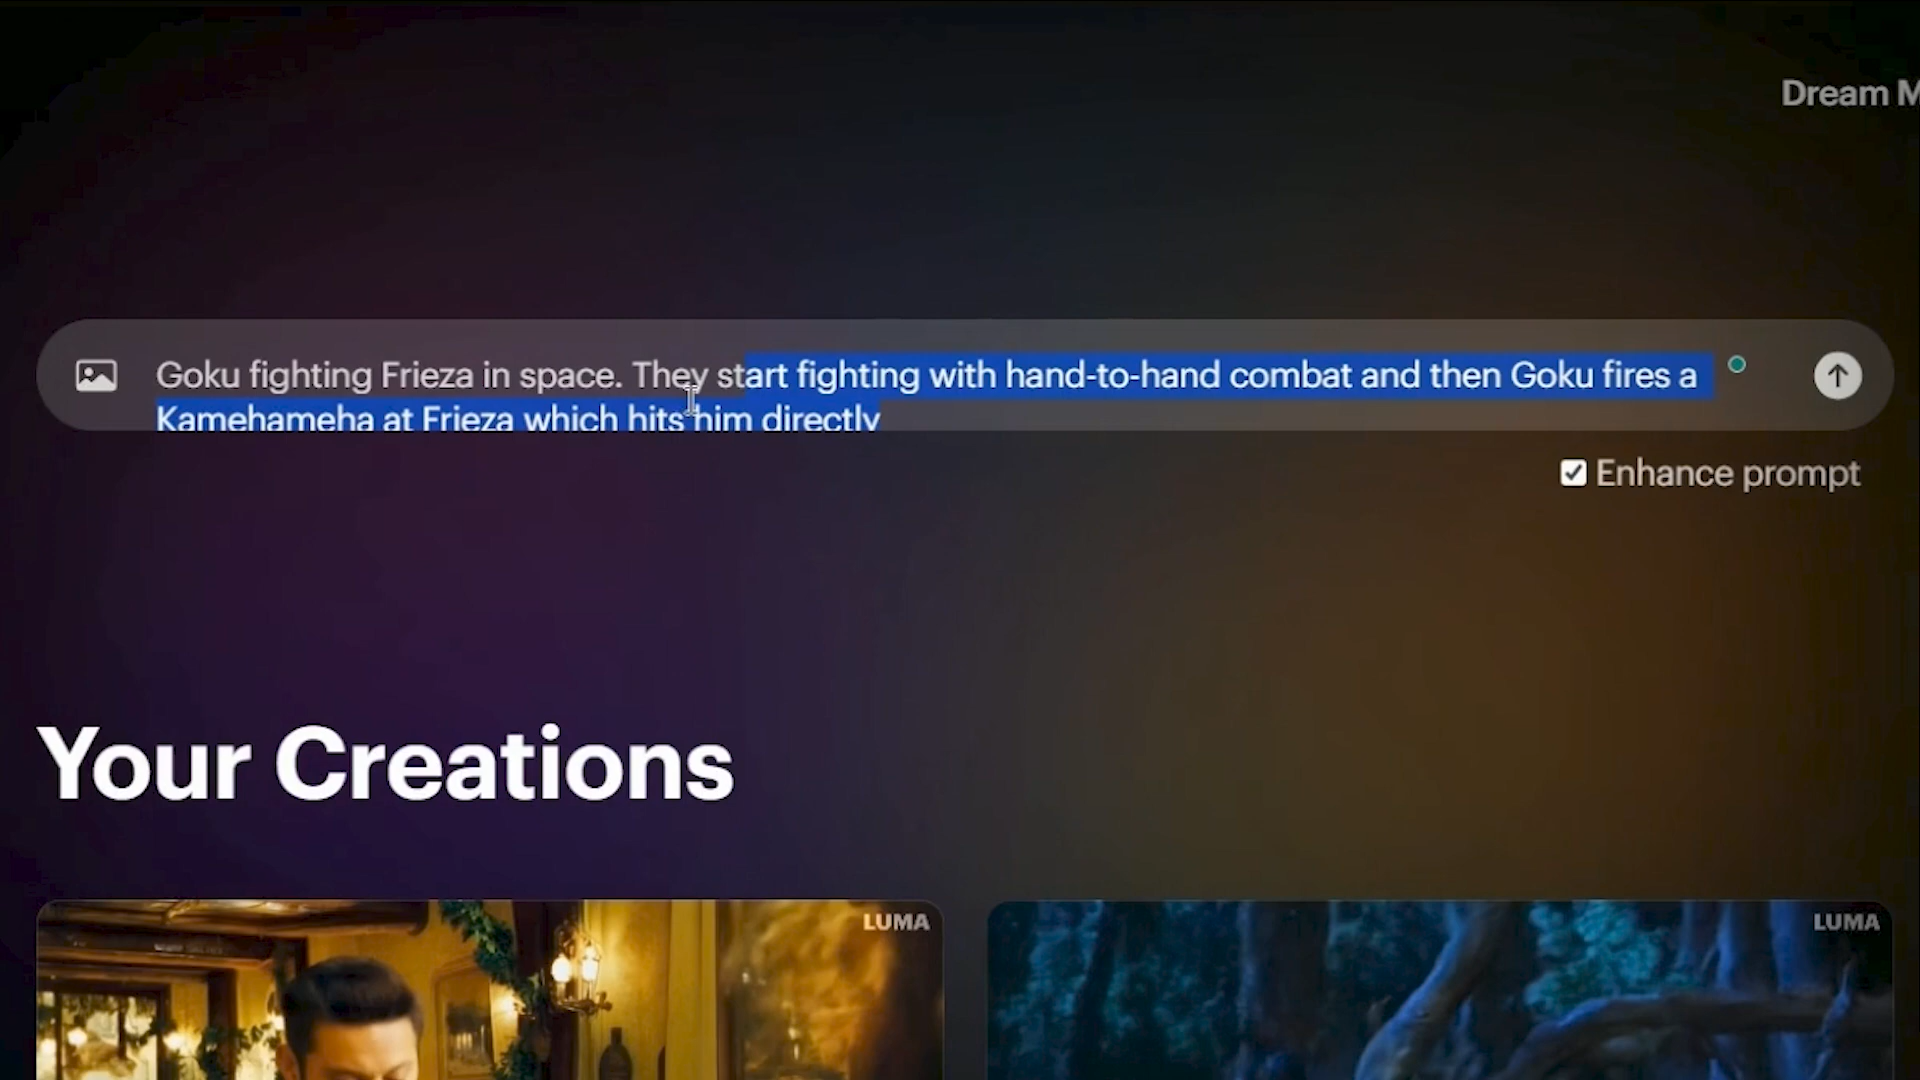 Dream M
Goku fighting Frieza in space. They start fighting with hand-to-hand combat and then Goku fires a
Kamehameha at Frieza which hits him directly
Enhance prompt
Your Creations
LUMA
LUMA